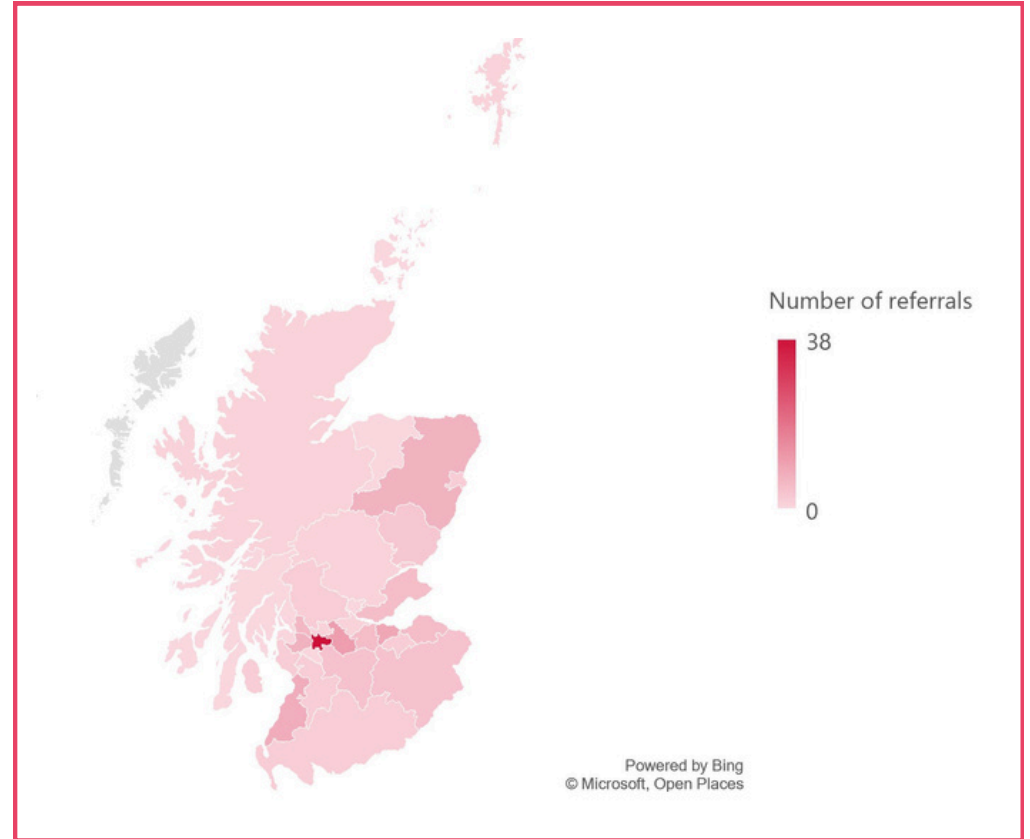 Number of referrals
38
0
Powered by Bing
© Microsoft, Open Places